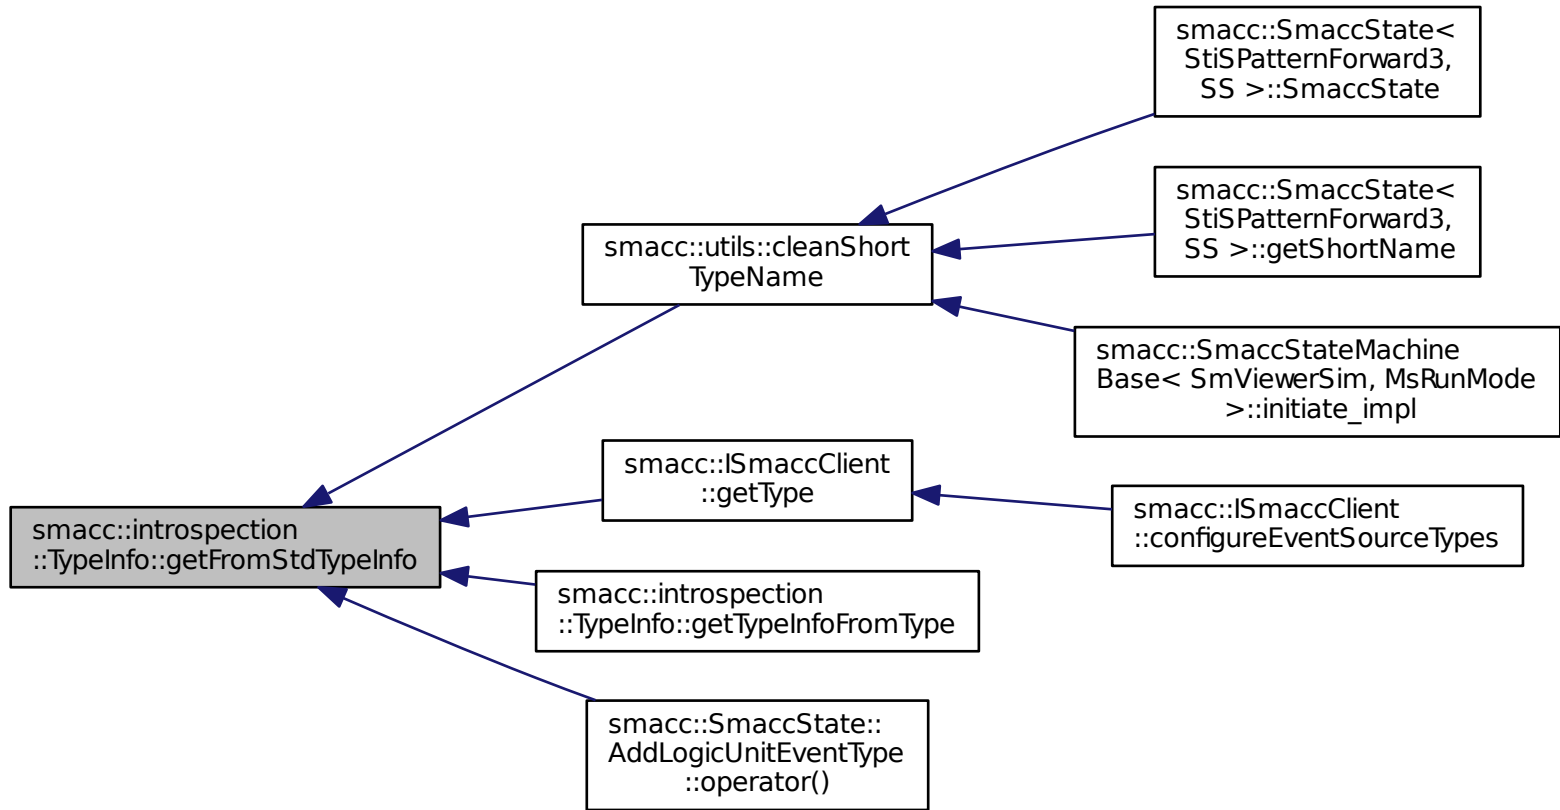 smacc::SmaccState<
StiSPatternForward3,
SS >::SmaccState
smacc::SmaccState<
StiSPatternForward3,
SS >::getShortName
smacc::utils::cleanShort
TypeName
smacc::SmaccStateMachine
Base< SmViewerSim, MsRunMode
>::initiate_impl
smacc::ISmaccClient
::getType
smacc::ISmaccClient
::configureEventSourceTypes
smacc::introspection
::TypeInfo::getFromStdTypeInfo
smacc::introspection
::TypeInfo::getTypeInfoFromType
smacc::SmaccState::
AddLogicUnitEventType
::operator()